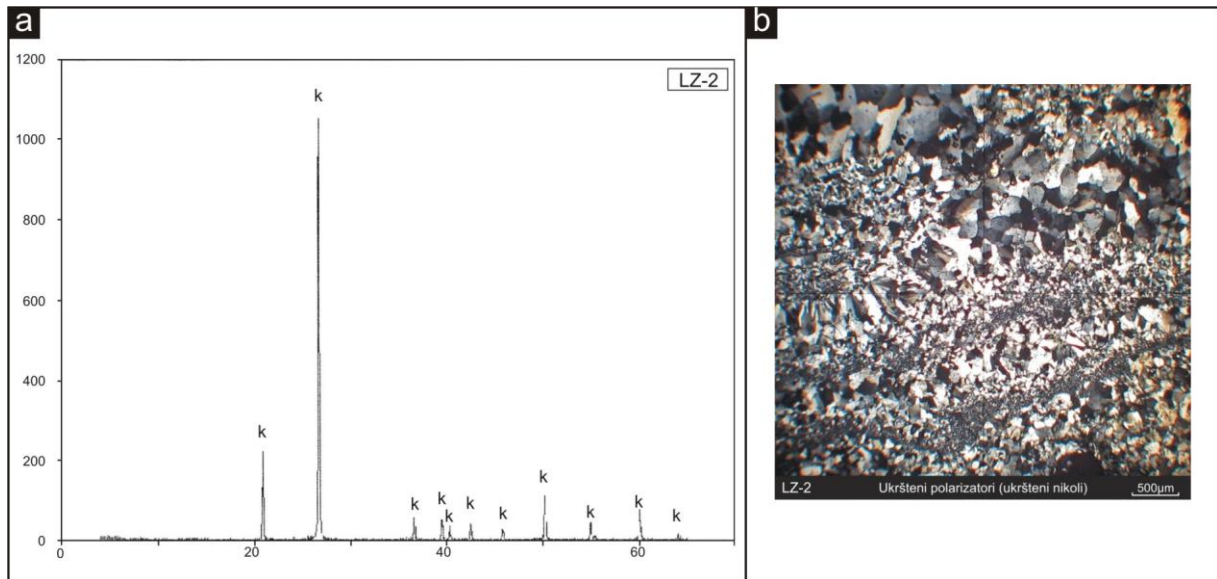 a
1200
1000
800
600
400
200
0
0
20
40
60
LZ-2
k
k
k
k
k
k
k
k
k
k
k
b
LZ-2 Ukršteni polarizatori (ukršteni nikoli) 500µm